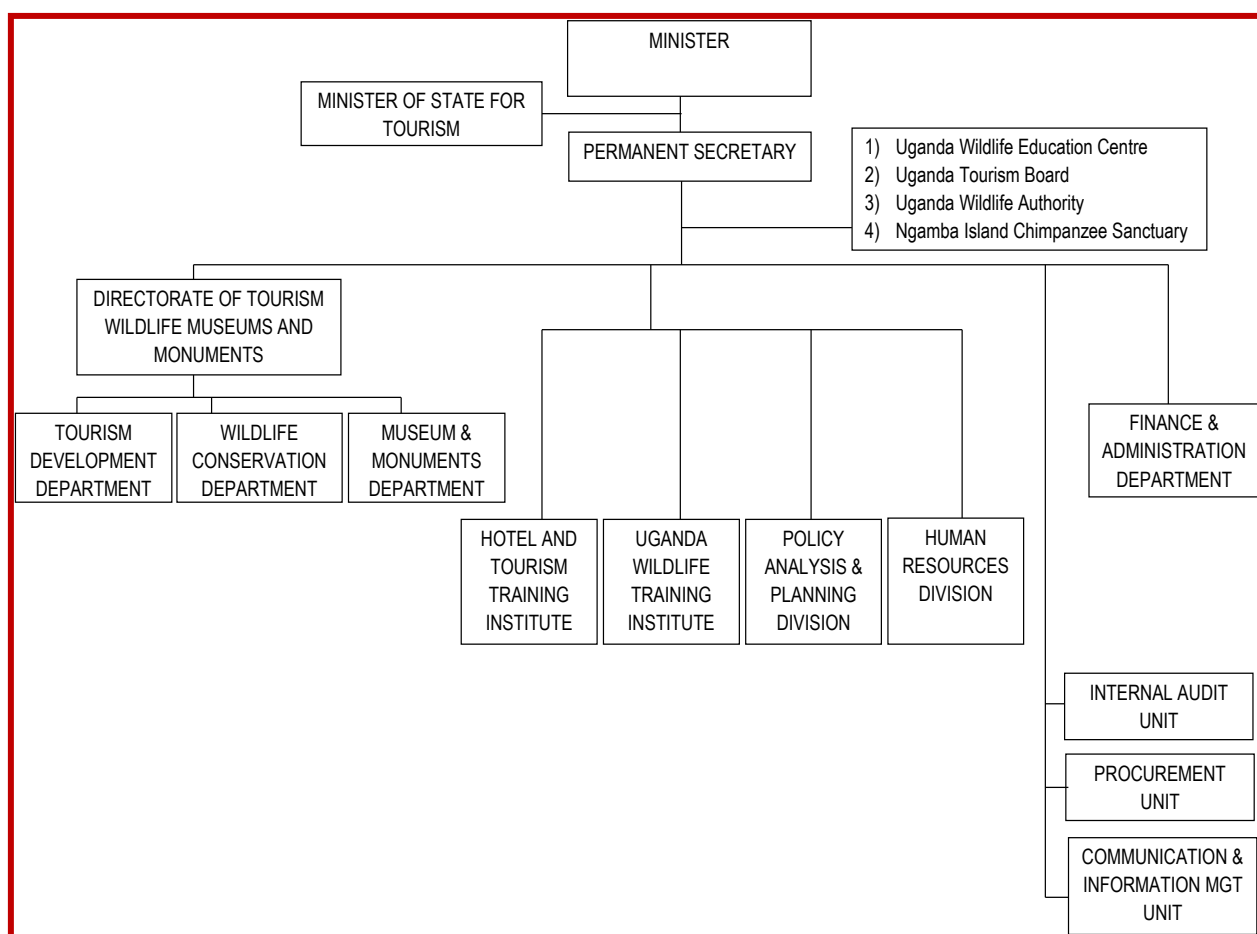 MINISTER
MINISTER OF STATE FOR
TOURISM
PERMANENT SECRETARY
1) Uganda Wildlife Education Centre
2) Uganda Tourism Board
3) Uganda Wildlife Authority
4) Ngamba Island Chimpanzee Sanctuary
DIRECTORATE OF TOURISM
WILDLIFE MUSEUMS AND
MONUMENTS
TOURISM
DEVELOPMENT
DEPARTMENT
WILDLIFE
CONSERVATION
DEPARTMENT
MUSEUM &
MONUMENTS
DEPARTMENT
FINANCE &
ADMINISTRATION
DEPARTMENT
HOTEL AND
TOURISM
TRAINING
INSTITUTE
UGANDA
WILDLIFE
TRAINING
INSTITUTE
POLICY
ANALYSIS &
PLANNING
DIVISION
HUMAN
RESOURCES
DIVISION
INTERNAL AUDIT
UNIT
PROCUREMENT
UNIT
COMMUNICATION &
INFORMATION MGT
UNIT